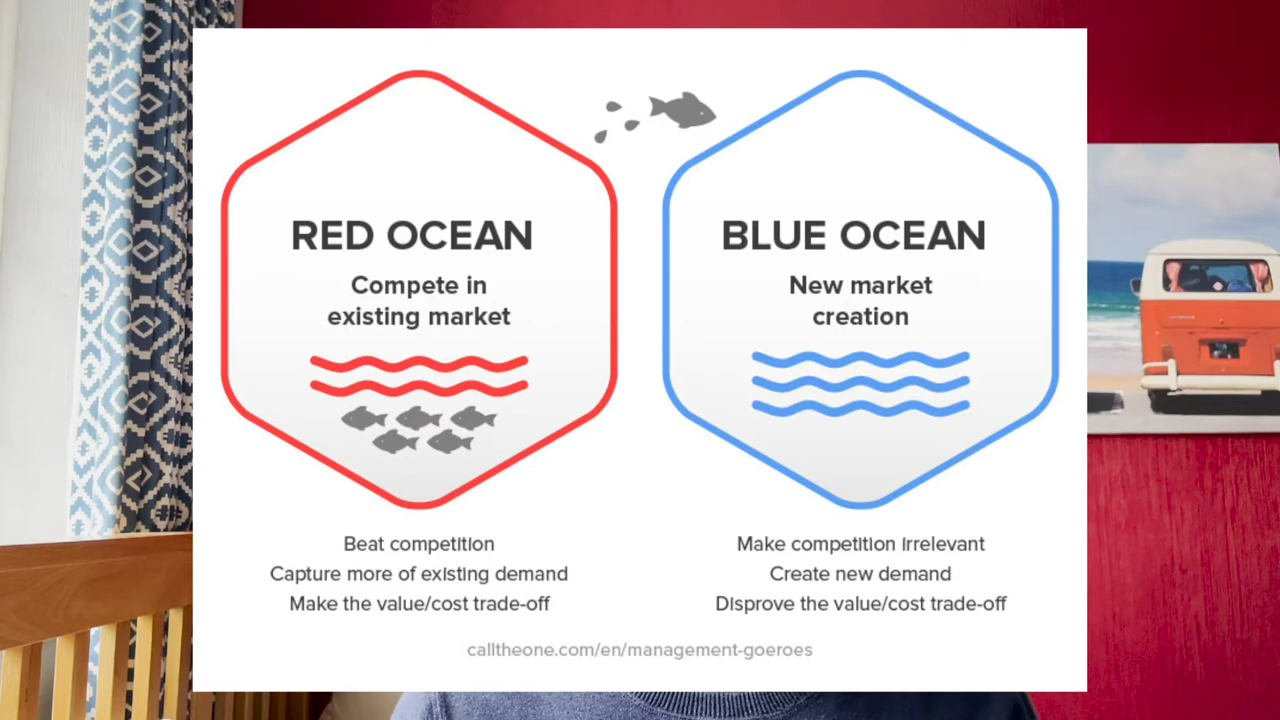 RED OCEAN
Compete in
existing market
Beat competition
Capture more of existing demand
Make the value/cost trade-off
BLUE OCEAN
New market
creation
Make competition irrelevant
Create new demand
Disprove the value/cost trade-off
calltheone.com/en/management-goeroes